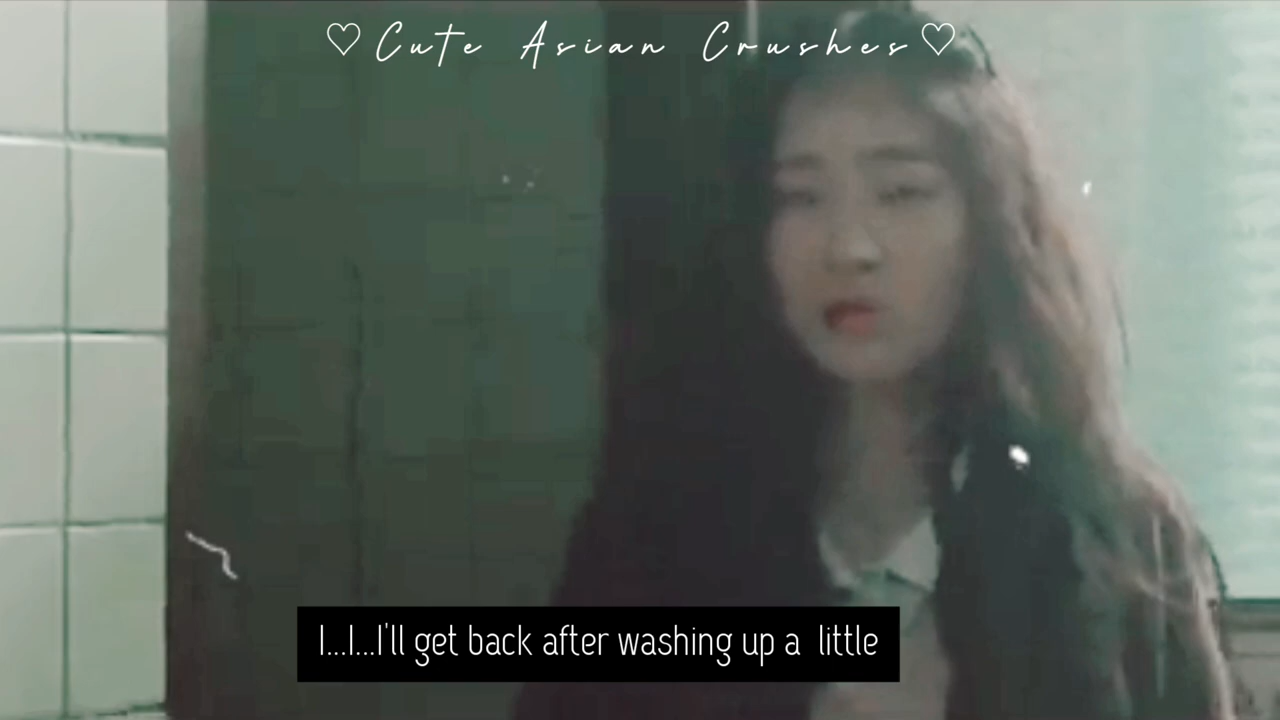 ♡Cute Asian Crushes♡
I...I...I'll get back after washing up a little